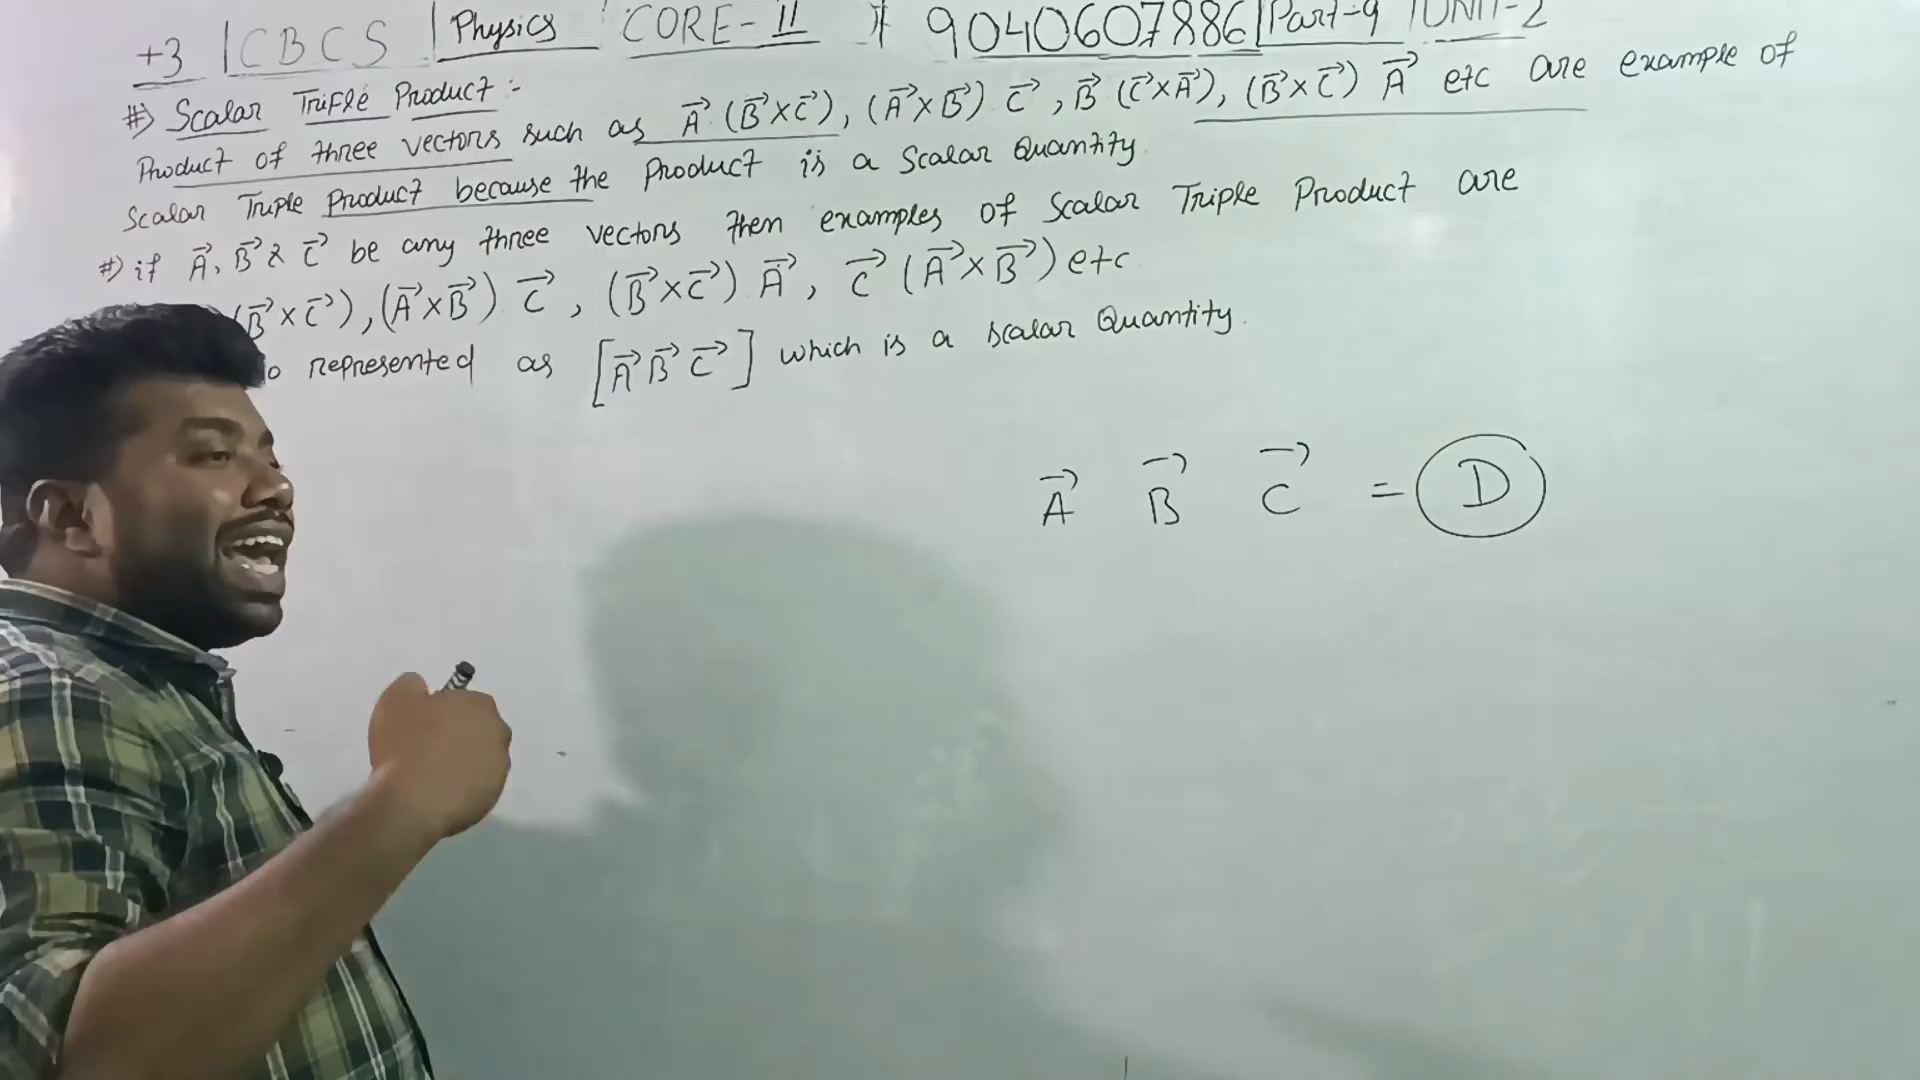 +3 | CBCS | Physics CORE-II 9040607886 | Part-9 | UNIT-2
#) Scalar Trifle Product :-
Product of three vectors such as A⃗ (B⃗ × C⃗), (A⃗ × B⃗) C⃗, B⃗ (C⃗ × A⃗), (B⃗ × C⃗) A⃗ etc are example of
Scalar Triple Product because the Product is a Scalar Quantity.
#) if A⃗, B⃗ & C⃗ be any three vectors then examples of Scalar Triple Product are
(B⃗ × C⃗), (A⃗ × B⃗) C⃗, (B⃗ × C⃗) A⃗, C⃗ (A⃗ × B⃗) etc
represented as [A⃗ B⃗ C⃗] which is a scalar Quantity.
A⃗ B⃗ C⃗ = D